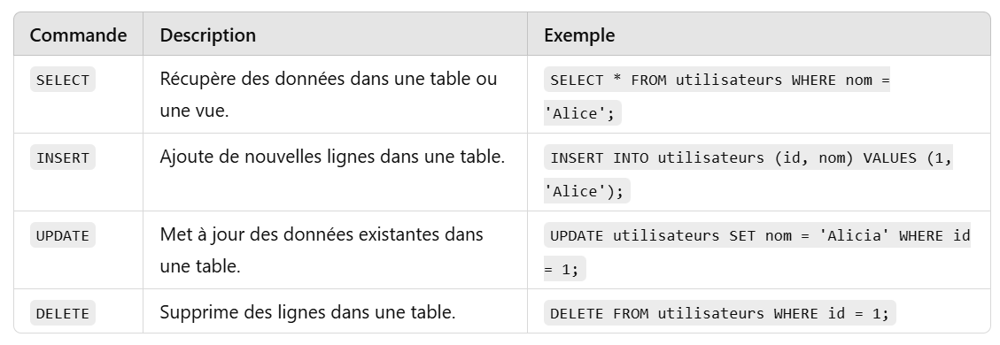 Commande Description Exemple
SELECT Récupère des données dans une table ou SELECT * FROM utilisateurs WHERE nom =
une vue. 'Alice';
INSERT Ajoute de nouvelles lignes dans une table. INSERT INTO utilisateurs (id, nom) VALUES (1,
'Alice');
UPDATE Met à jour des données existantes dans UPDATE utilisateurs SET nom = 'Alicia' WHERE id
une table. = 1;
DELETE Supprime des lignes dans une table. DELETE FROM utilisateurs WHERE id = 1;